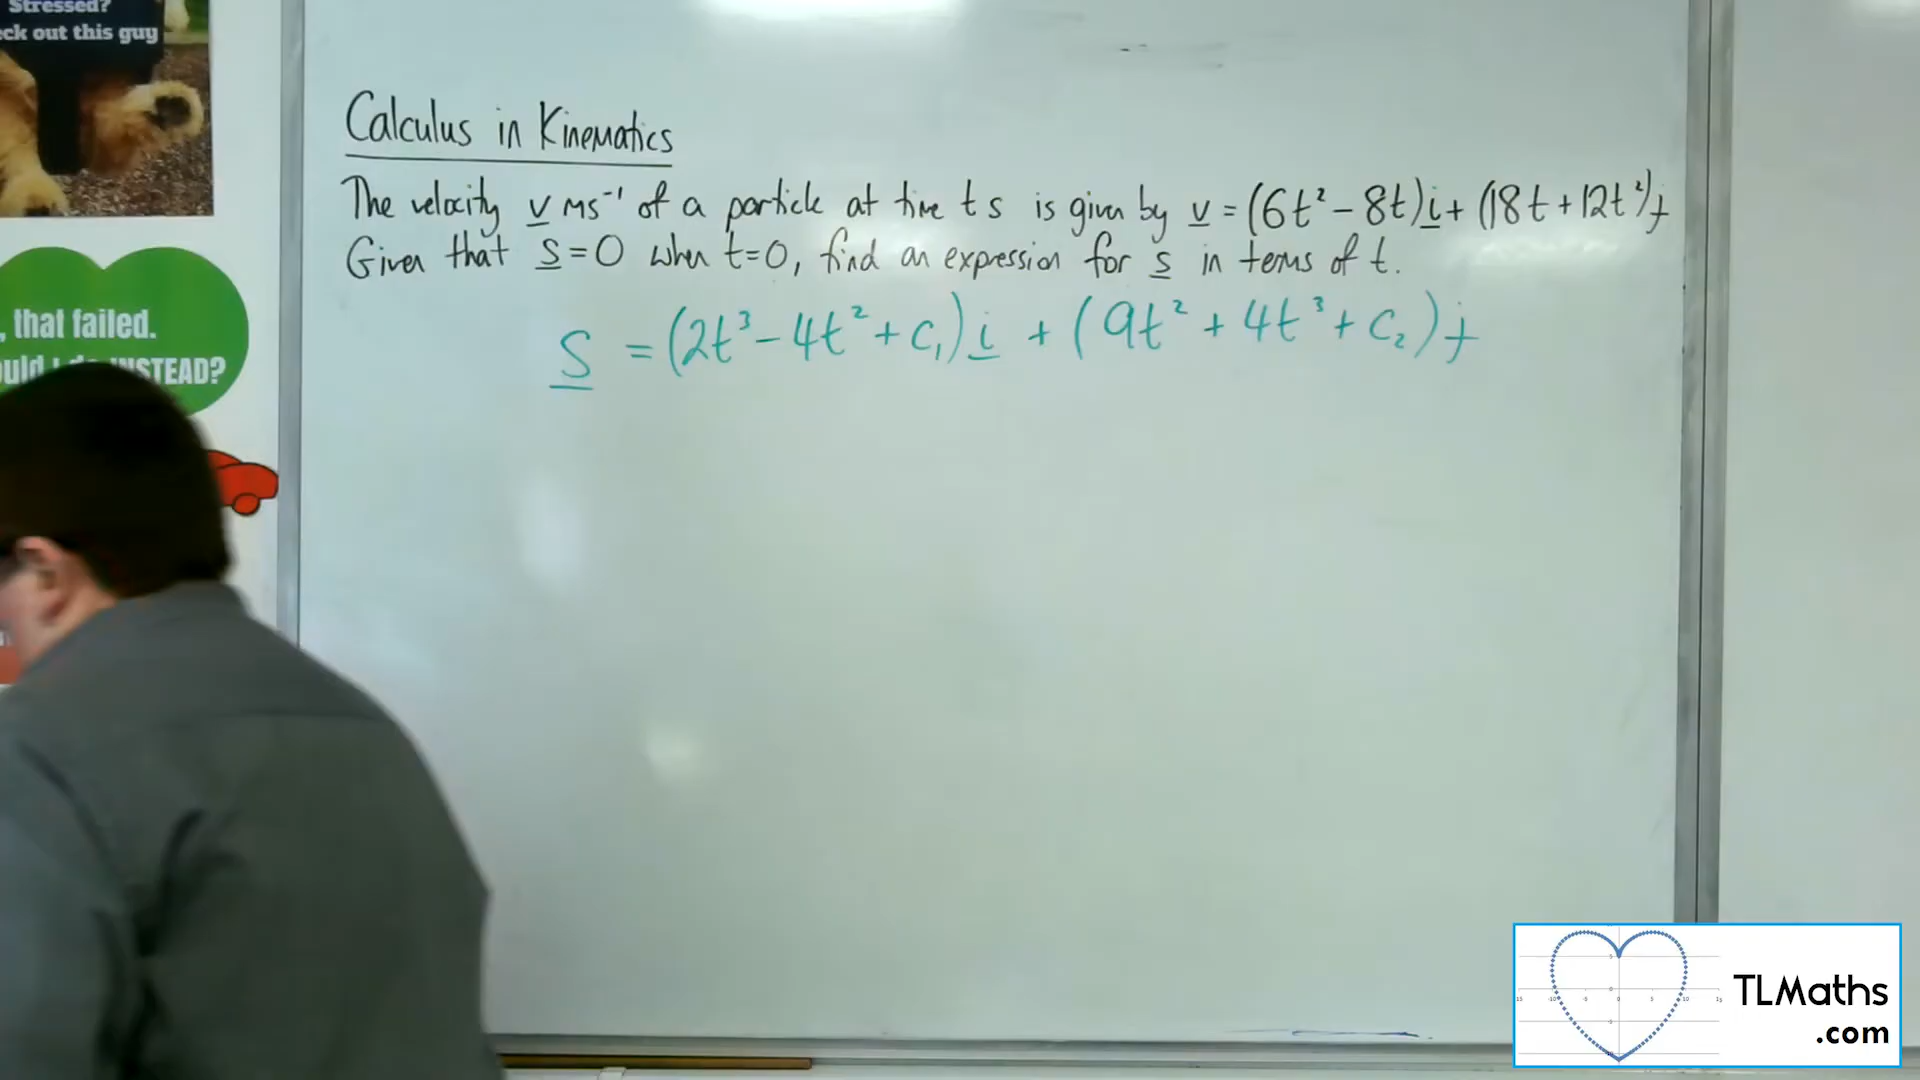 Stressed?
ck out this guy
Calculus in Kinematics
The velocity v ms⁻¹ of a particle at time t s is given by v = (6t² - 8t)i + (18t + 12t²)j
Given that s = 0 when t=0, find an expression for s in terms of t.
, that failed.
INSTEAD?
s = (2t³ - 4t² + c₁)i + (9t² + 4t³ + c₂)j
TLMaths
.com